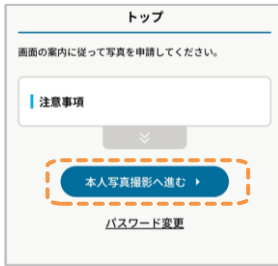 トップ
画面の案内に従って写真を申請してください。
注意事項
本人写真撮影へ進む
パスワード変更